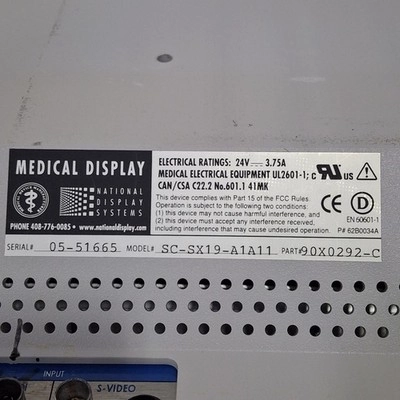 MEDICAL DISPLAY
NATIONAL
DISPLAY
SYSTEMS
PHONE 408-776-0085 • www.nationaldisplay.com
ELECTRICAL RATINGS: 24V 3.75A
MEDICAL ELECTRICAL EQUIPMENT UL2601-1; C UL US
CAN/CSA C22.2 No.601.1 41MK
This device complies with Part 15 of the FCC Rules.
Operation is subject to the following two conditions:
(1) This device may not cause harmful interference, and
(2) this device must accept any interference received,
including interference that may cause undesired operation.
EN 60601-1
P# 62B0034A
SERIAL# 05-51665 MODEL# SC-SX19-A1A11 PART# 90X0292-C
INPUT
S-VIDEO